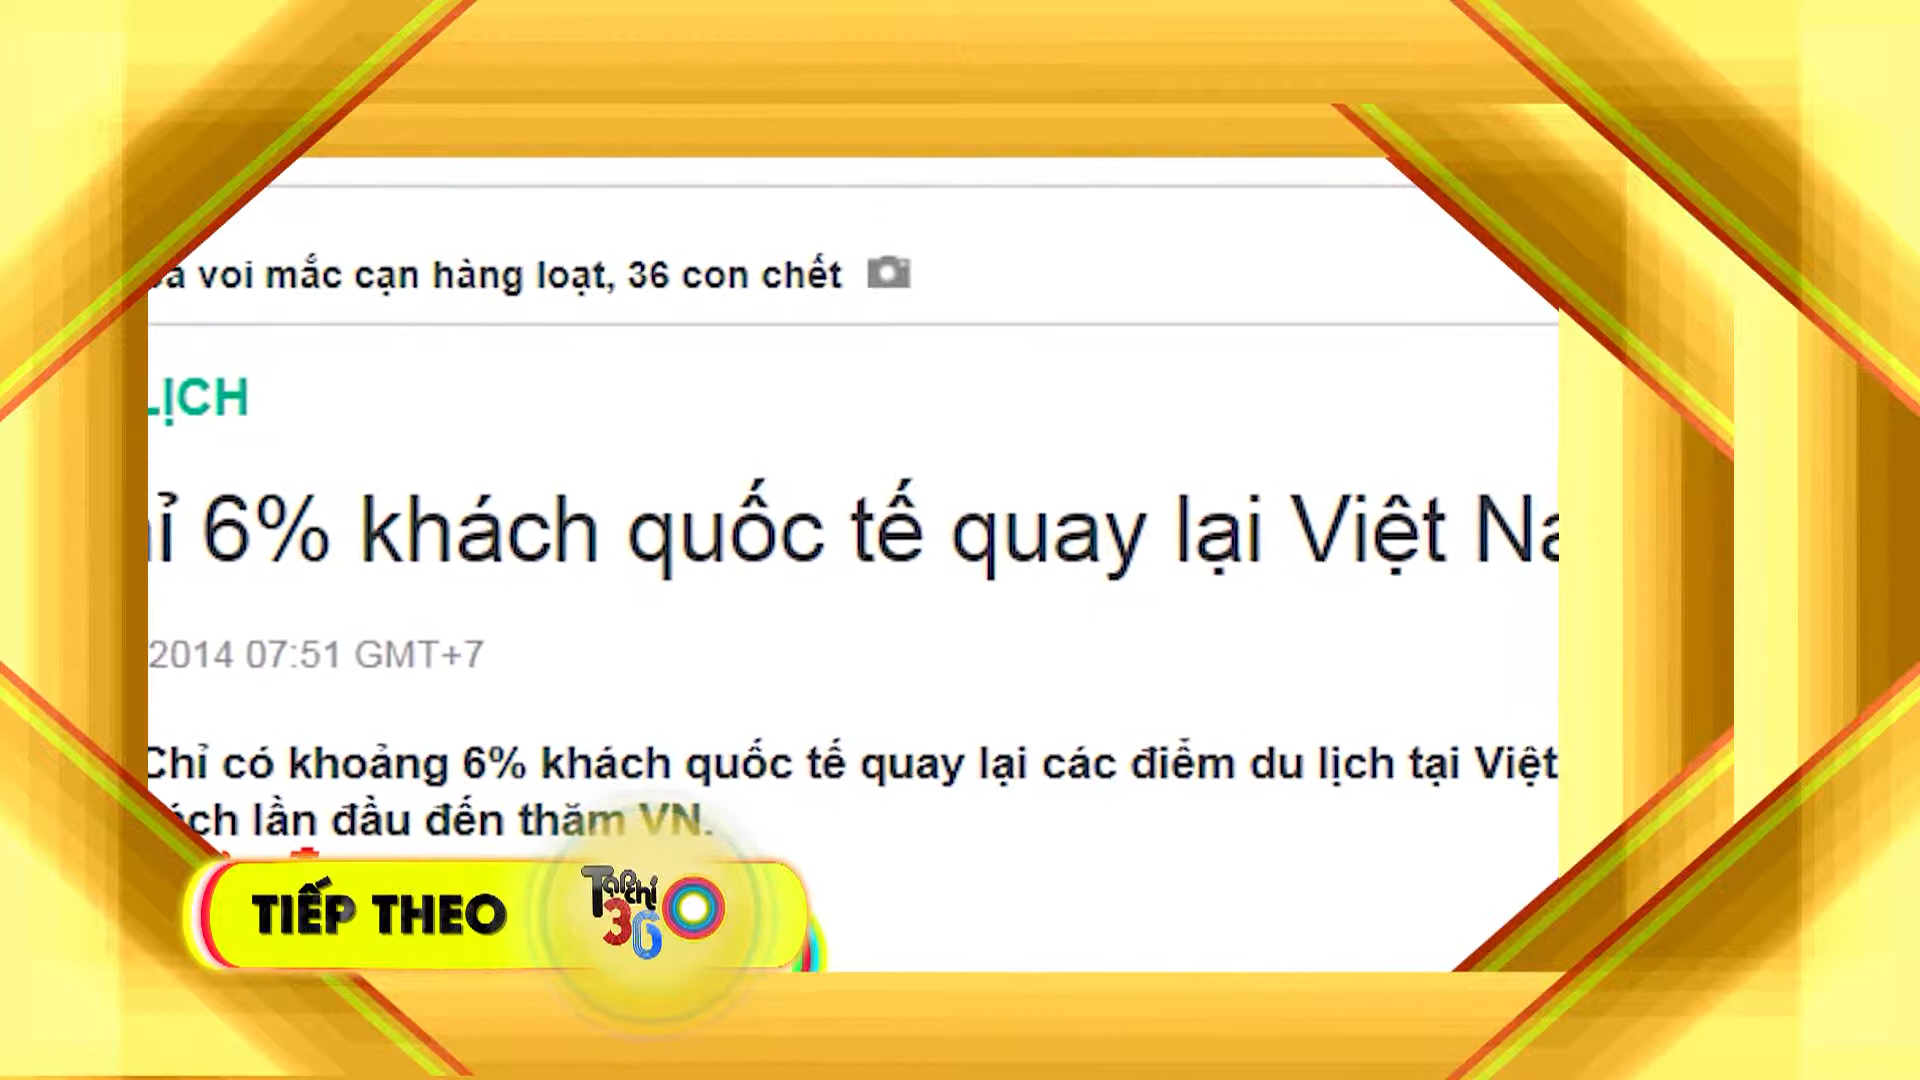 voi mắc cạn hàng loạt, 36 con chết
LỊCH
6% khách quốc tế quay lại Việt
2014 07:51 GMT+7
Chỉ có khoảng 6% khách quốc tế quay lại các điểm du lịch tại Việt
lần đầu đến thăm VN.
TIẾP THEO
Tạp chí
360